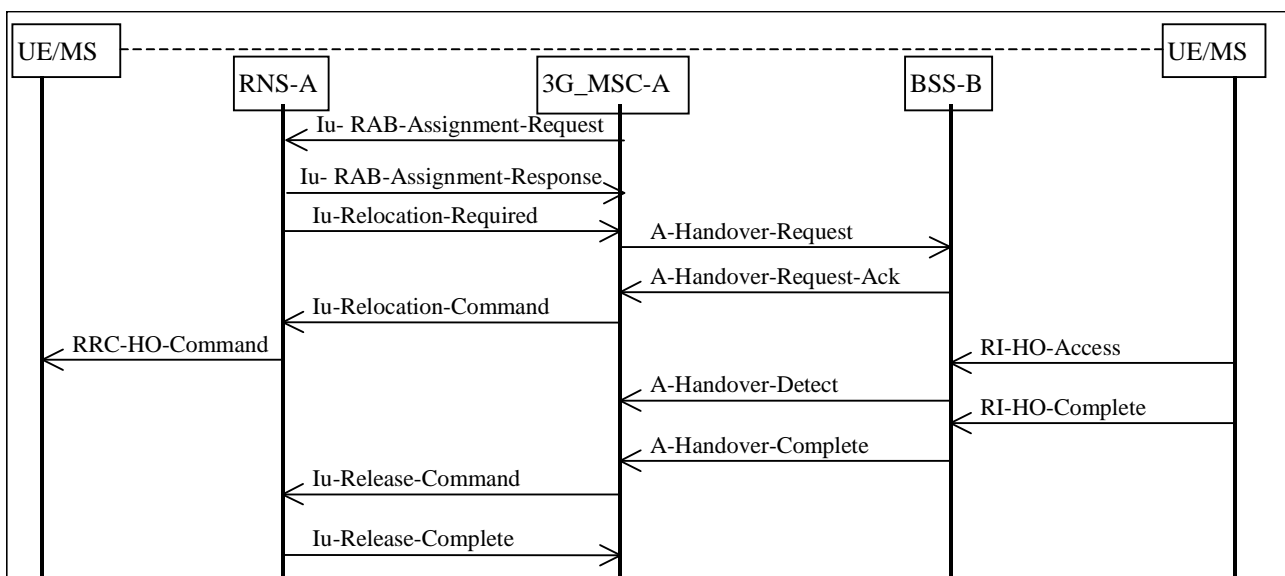 UE/MS
UE/MS
RNS-A
3G_MSC-A
BSS-B
Iu- RAB-Assignment-Request
Iu- RAB-Assignment-Response
Iu-Relocation-Required
A-Handover-Request
A-Handover-Request-Ack
Iu-Relocation-Command
RRC-HO-Command
RI-HO-Access
A-Handover-Detect
RI-HO-Complete
A-Handover-Complete
Iu-Release-Command
Iu-Release-Complete